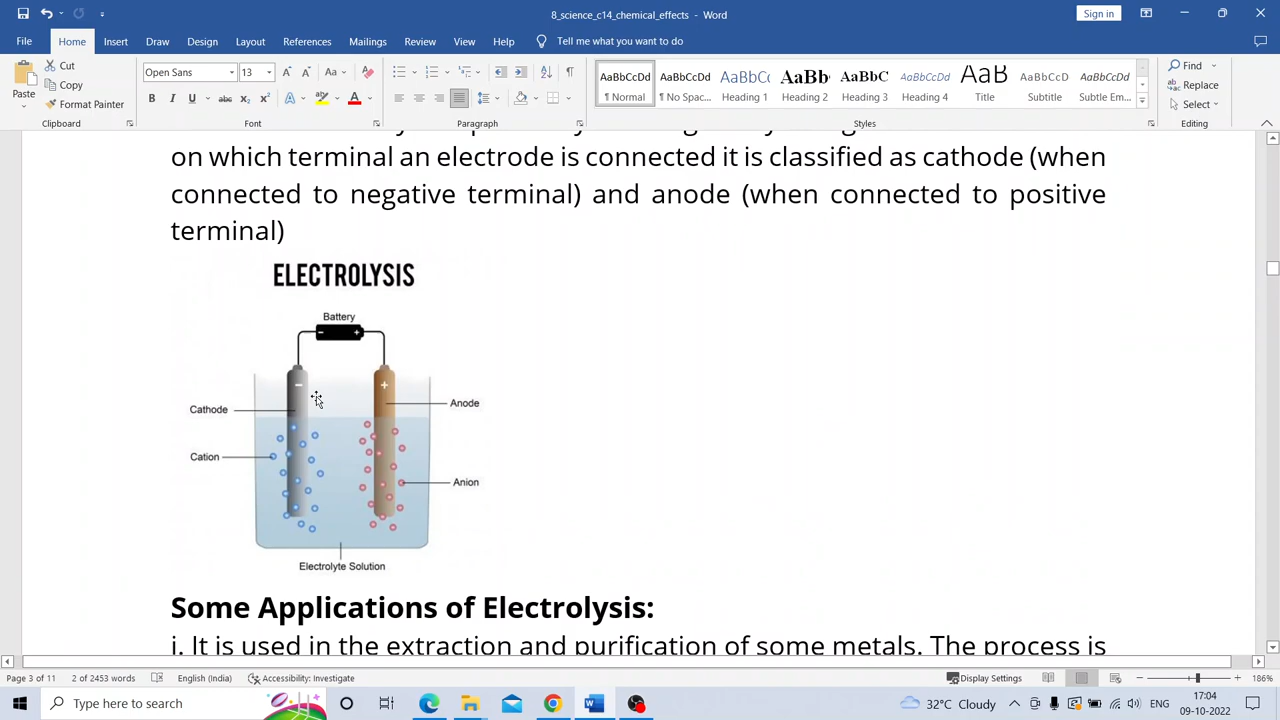 8_science_c14_chemical_effects - Word
Sign in
File Home Insert Draw Design Layout References Mailings Review View Help Tell me what you want to do
Paste
Cut
Copy
Format Painter
Clipboard
Open Sans 13
Font
Paragraph
AaBbCcDd AaBbCcDd AaBbCc AaBb AaBbC AaBbCcDd AaB AaBbCcDd AaBbCcDd
¶ Normal ¶ No Spac... Heading 1 Heading 2 Heading 3 Heading 4 Title Subtitle Subtle Em...
Styles
Find
Replace
Select
Editing
on which terminal an electrode is connected it is classified as cathode (when
connected to negative terminal) and anode (when connected to positive
terminal)
ELECTROLYSIS
Battery
- +
- +
Cathode
Anode
Cation
Anion
Electrolyte Solution
Some Applications of Electrolysis:
i. It is used in the extraction and purification of some metals. The process is
Page 3 of 11 2 of 2453 words English (India) Accessibility: Investigate Display Settings 186%
Type here to search
32°C Cloudy
17:04
09-10-2022